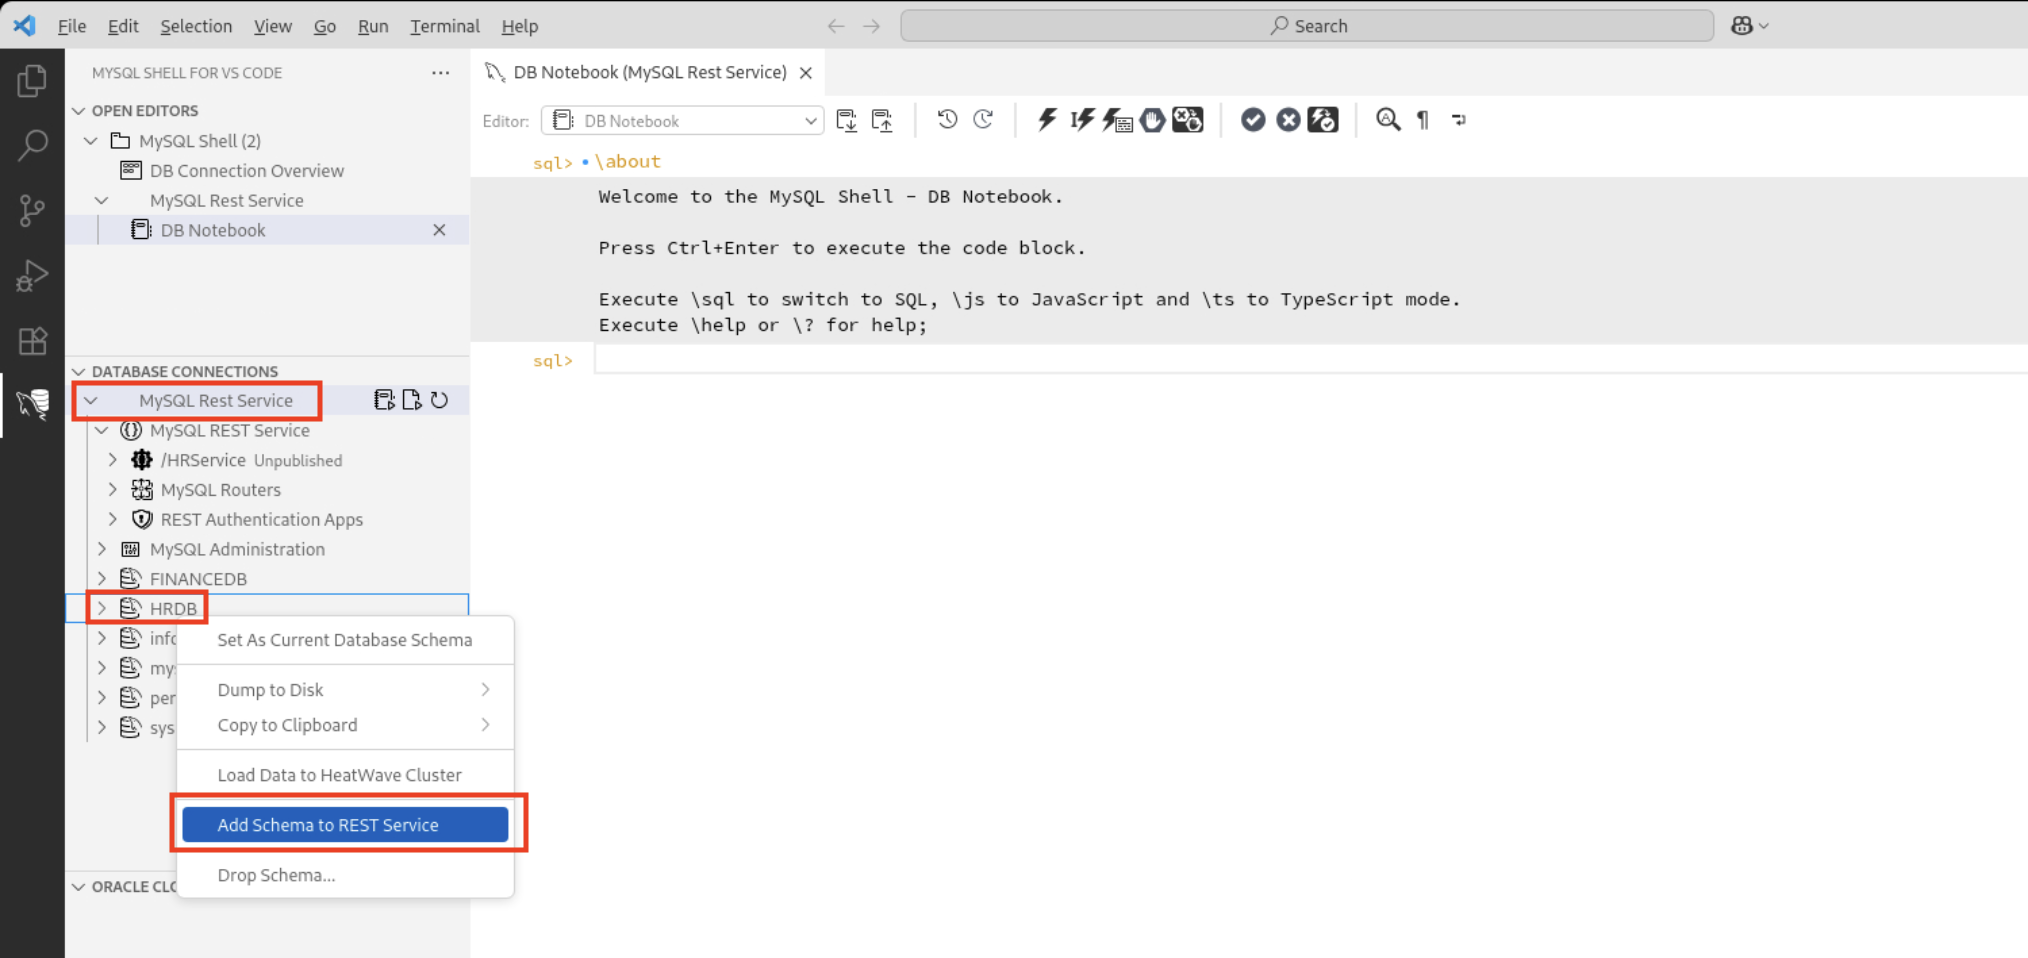 File Edit Selection View Go Run Terminal Help
Search
MYSQL SHELL FOR VS CODE
OPEN EDITORS
MySQL Shell (2)
DB Connection Overview
MySQL Rest Service
DB Notebook
DATABASE CONNECTIONS
MySQL Rest Service
MySQL REST Service
/HRService Unpublished
MySQL Routers
REST Authentication Apps
MySQL Administration
FINANCEDB
HRDB
sys
ORACLE
Set As Current Database Schema
Dump to Disk
Copy to Clipboard
Load Data to HeatWave Cluster
Add Schema to REST Service
Drop Schema...
DB Notebook (MySQL Rest Service)
Editor: DB Notebook
sql> \about
Welcome to the MySQL Shell - DB Notebook.
Press Ctrl+Enter to execute the code block.
Execute \sql to switch to SQL, \js to JavaScript and \ts to TypeScript mode.
Execute \help or \? for help;
sql>